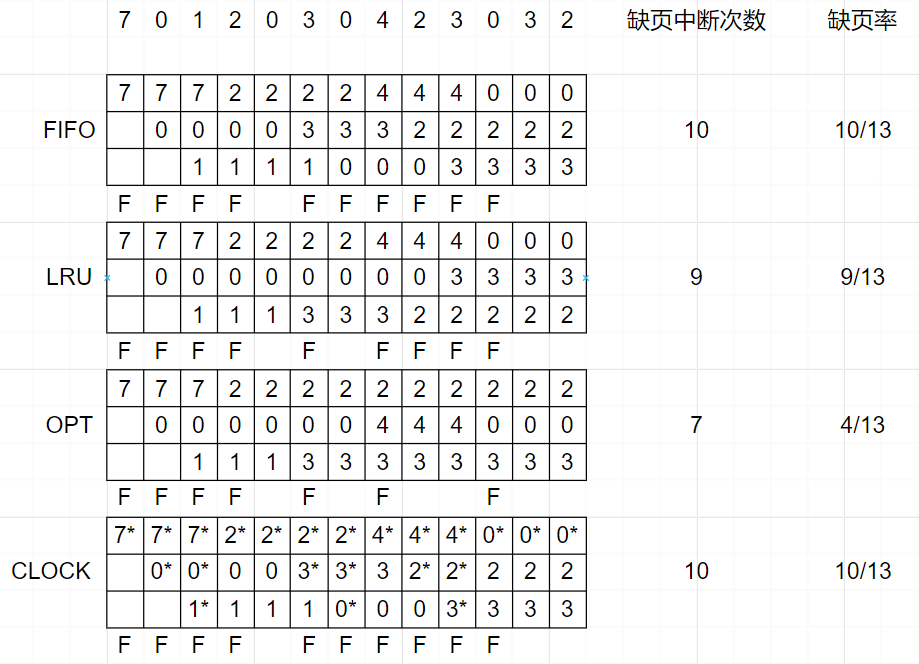 7 0 1 2 0 3 0 4 2 3 0 3 2 缺页中断次数 缺页率
7 7 7 2 2 2 2 4 4 4 0 0 0
FIFO 0 0 0 0 3 3 3 2 2 2 2 2 10 10/13
1 1 1 1 0 0 0 3 3 3 3
F F F F F F F F F F
7 7 7 2 2 2 2 4 4 4 0 0 0
LRU 0 0 0 0 0 0 0 0 3 3 3 3 9 9/13
1 1 1 3 3 3 2 2 2 2 2
F F F F F F F F F
7 7 7 2 2 2 2 2 2 2 2 2 2
OPT 0 0 0 0 0 0 4 4 4 0 0 0 7 4/13
1 1 1 3 3 3 3 3 3 3 3
F F F F F F F
7* 7* 7* 2* 2* 2* 2* 4* 4* 4* 0* 0* 0*
CLOCK 0* 0* 0 0 3* 3* 3 2* 2* 2 2 2 10 10/13
1* 1 1 1 0* 0 0 3* 3 3 3
F F F F F F F F F F